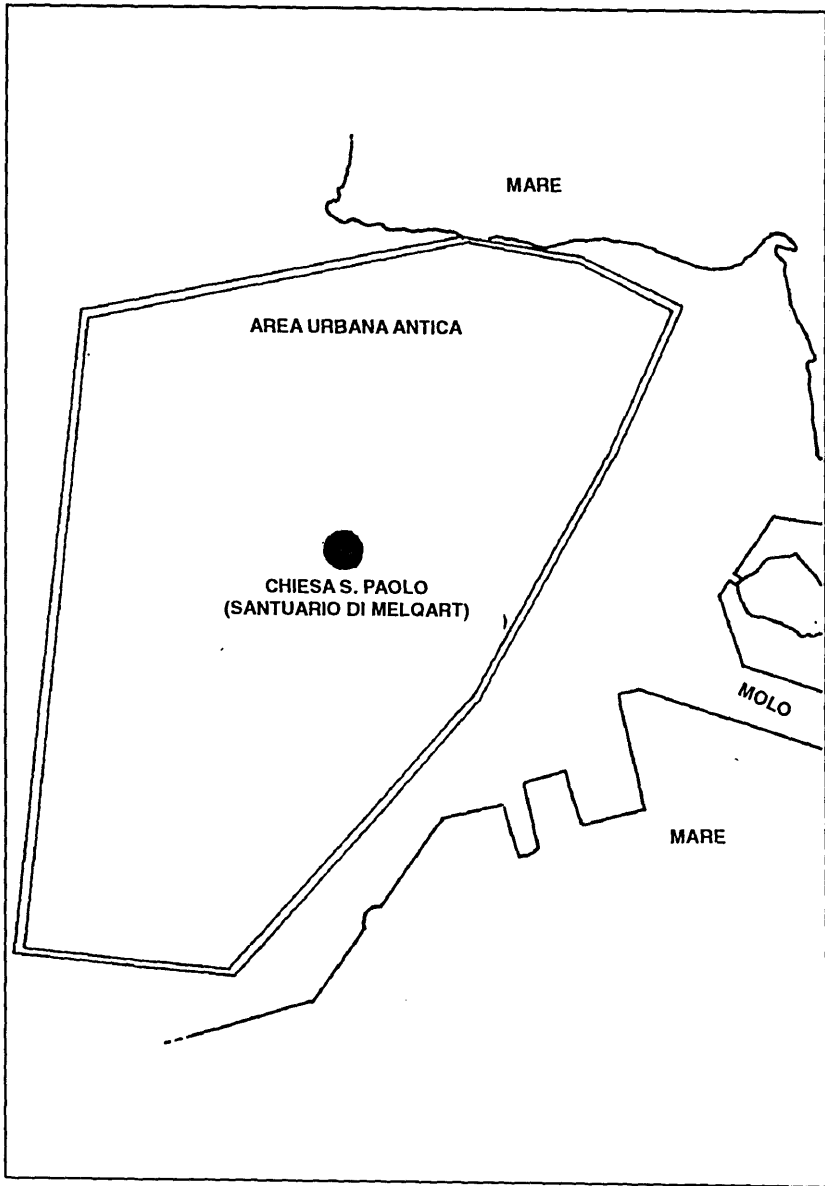 MARE
AREA URBANA ANTICA
CHIESA S. PAOLO
(SANTUARIO DI MELQART)
MOLO
MARE